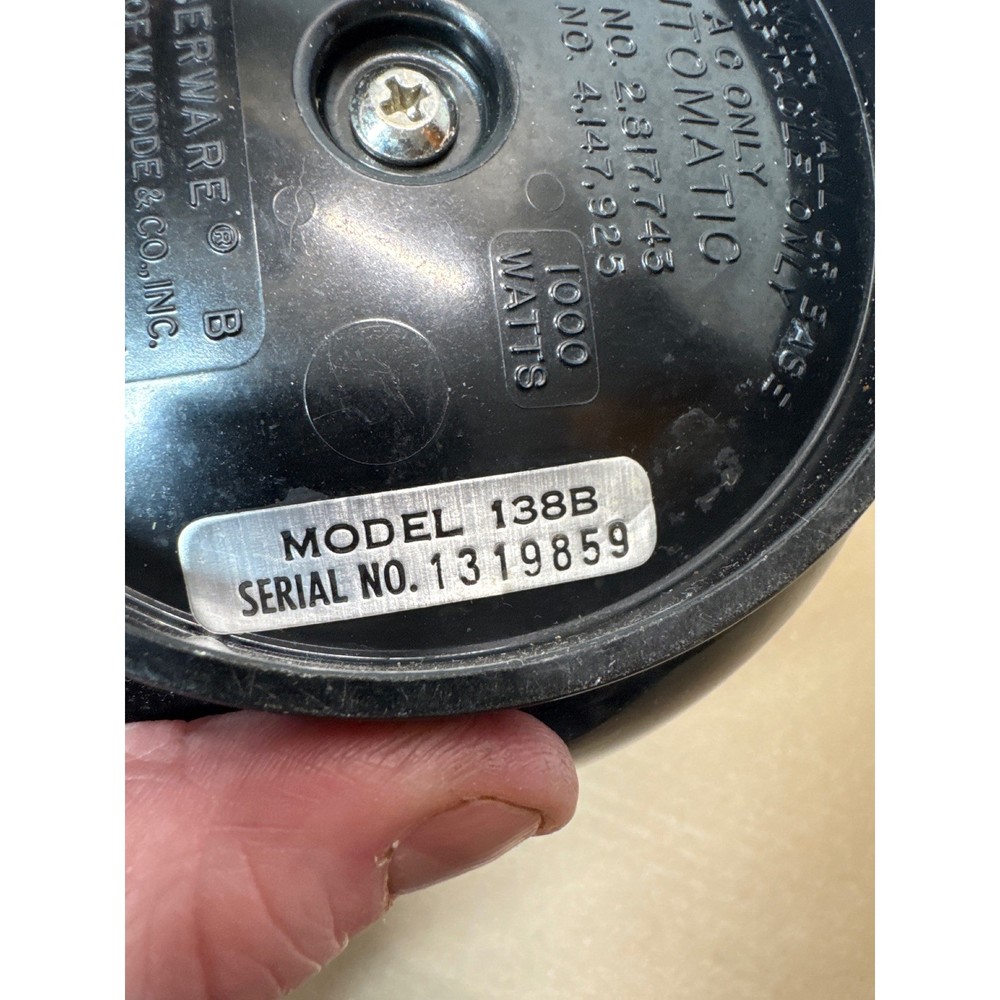 ERWARE® B
W. KIDDE & CO., INC.
AC ONLY
UTOMATIC
NO. 2,817,743
NO. 4,147,925
1000
WATTS
ONLY
MODEL 138B
SERIAL NO. 1319859